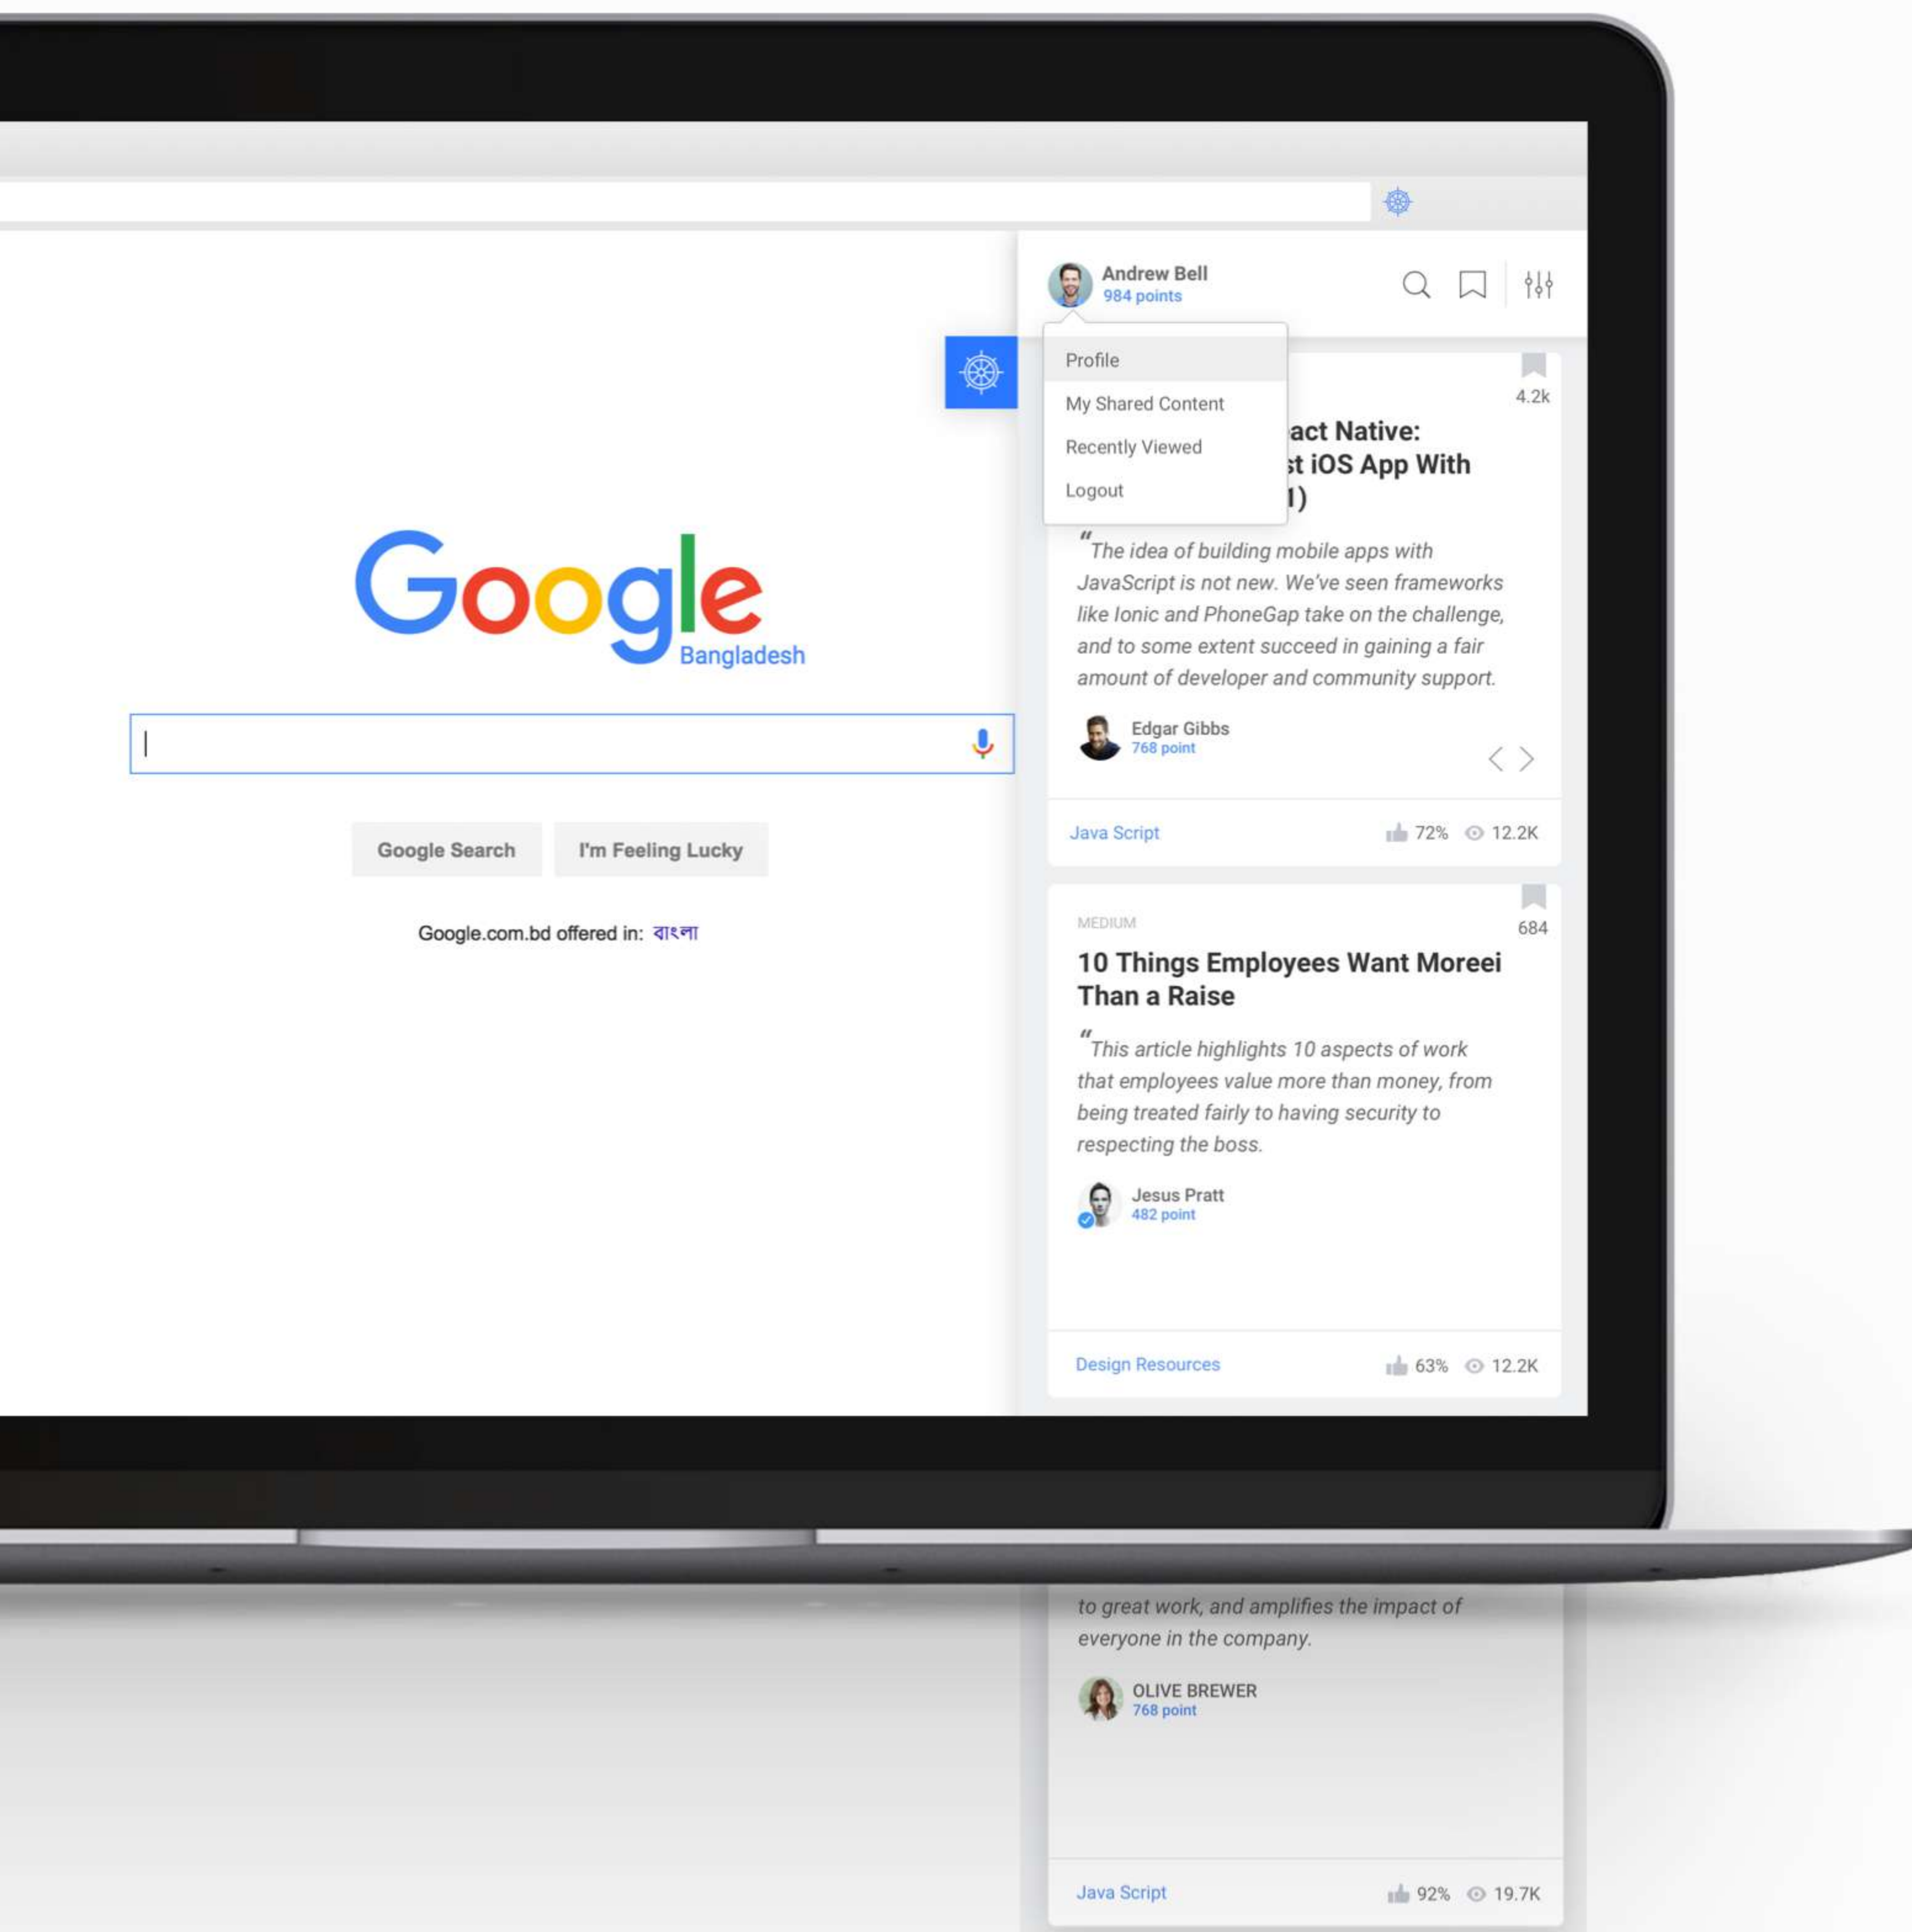 Andrew Bell
984 points
Profile
My Shared Content
Recently Viewed
Logout
4.2k
Native:
iOS App With
1)
“The idea of building mobile apps with
JavaScript is not new. We've seen frameworks
like Ionic and PhoneGap take on the challenge,
and to some extent succeed in gaining a fair
amount of developer and community support.
Edgar Gibbs
768 point
Java Script
72% 12.2K
Google
Bangladesh
Google Search I'm Feeling Lucky
Google.com.bd offered in: বাংলা
684
MEDIUM
10 Things Employees Want Moreei
Than a Raise
“This article highlights 10 aspects of work
that employees value more than money, from
being treated fairly to having security to
respecting the boss.
Jesus Pratt
482 point
Design Resources
63% 12.2K
to great work, and amplifies the impact of
everyone in the company.
OLIVE BREWER
768 point
Java Script
92% 19.7K